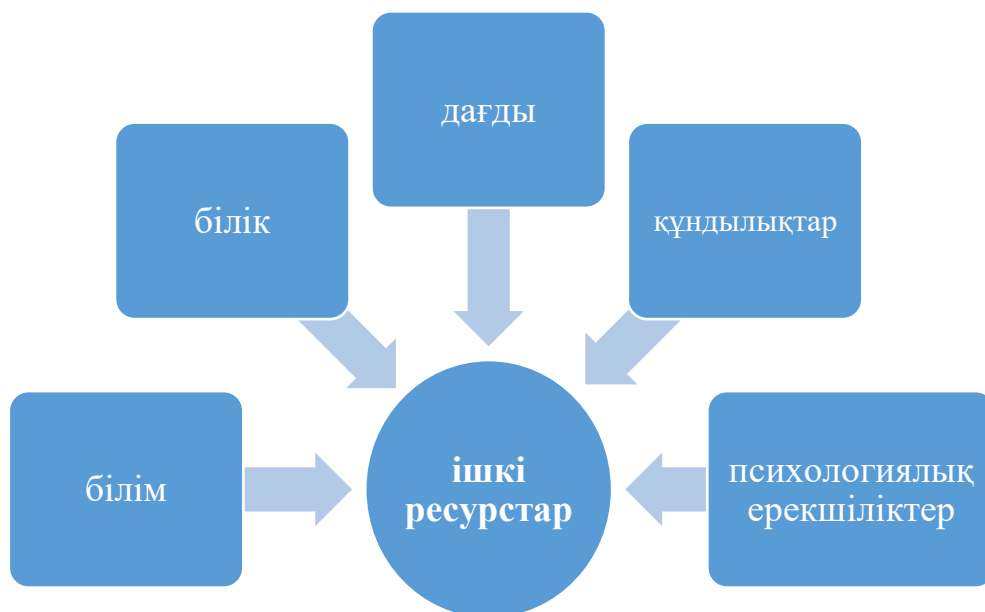 дағды
білік
құндылықтар
білім
ішкі
ресурстар
психологиялық
ерекшіліктер